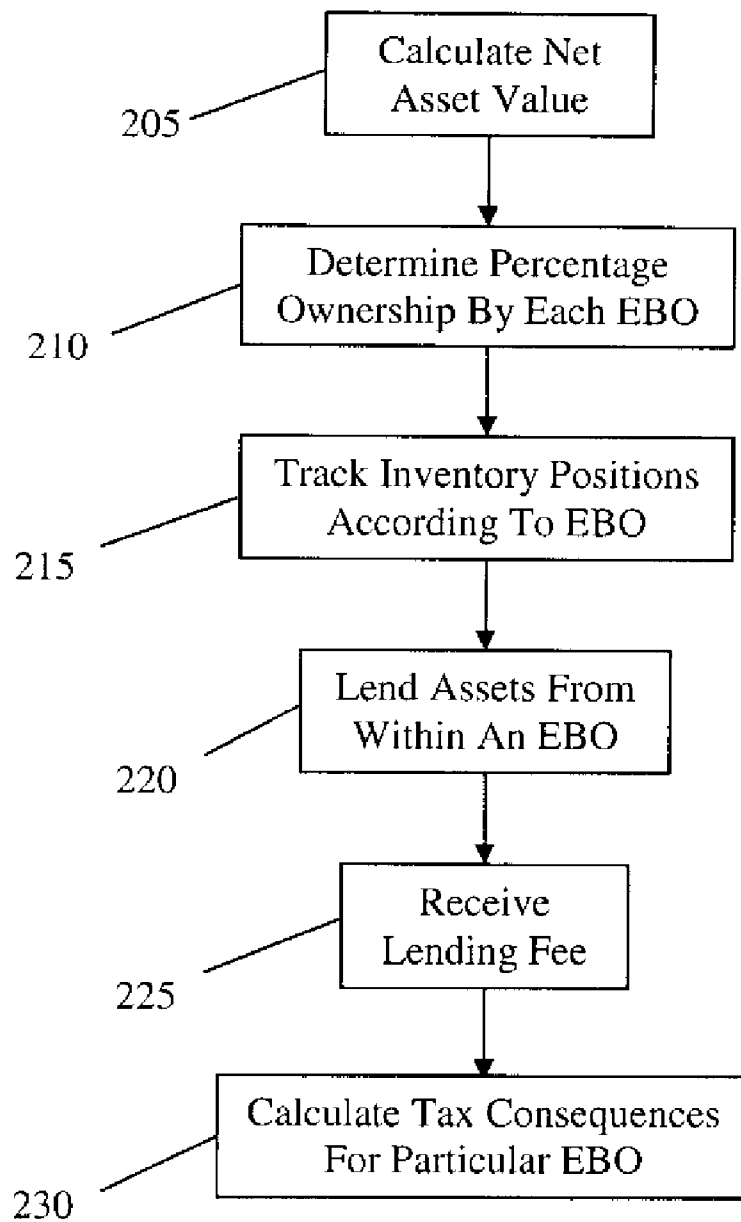 Calculate Net
Asset Value
205
Determine Percentage
Ownership By Each EBO
210
Track Inventory Positions
According To EBO
215
Lend Assets From
Within An EBO
220
Receive
Lending Fee
225
Calculate Tax Consequences
For Particular EBO
230